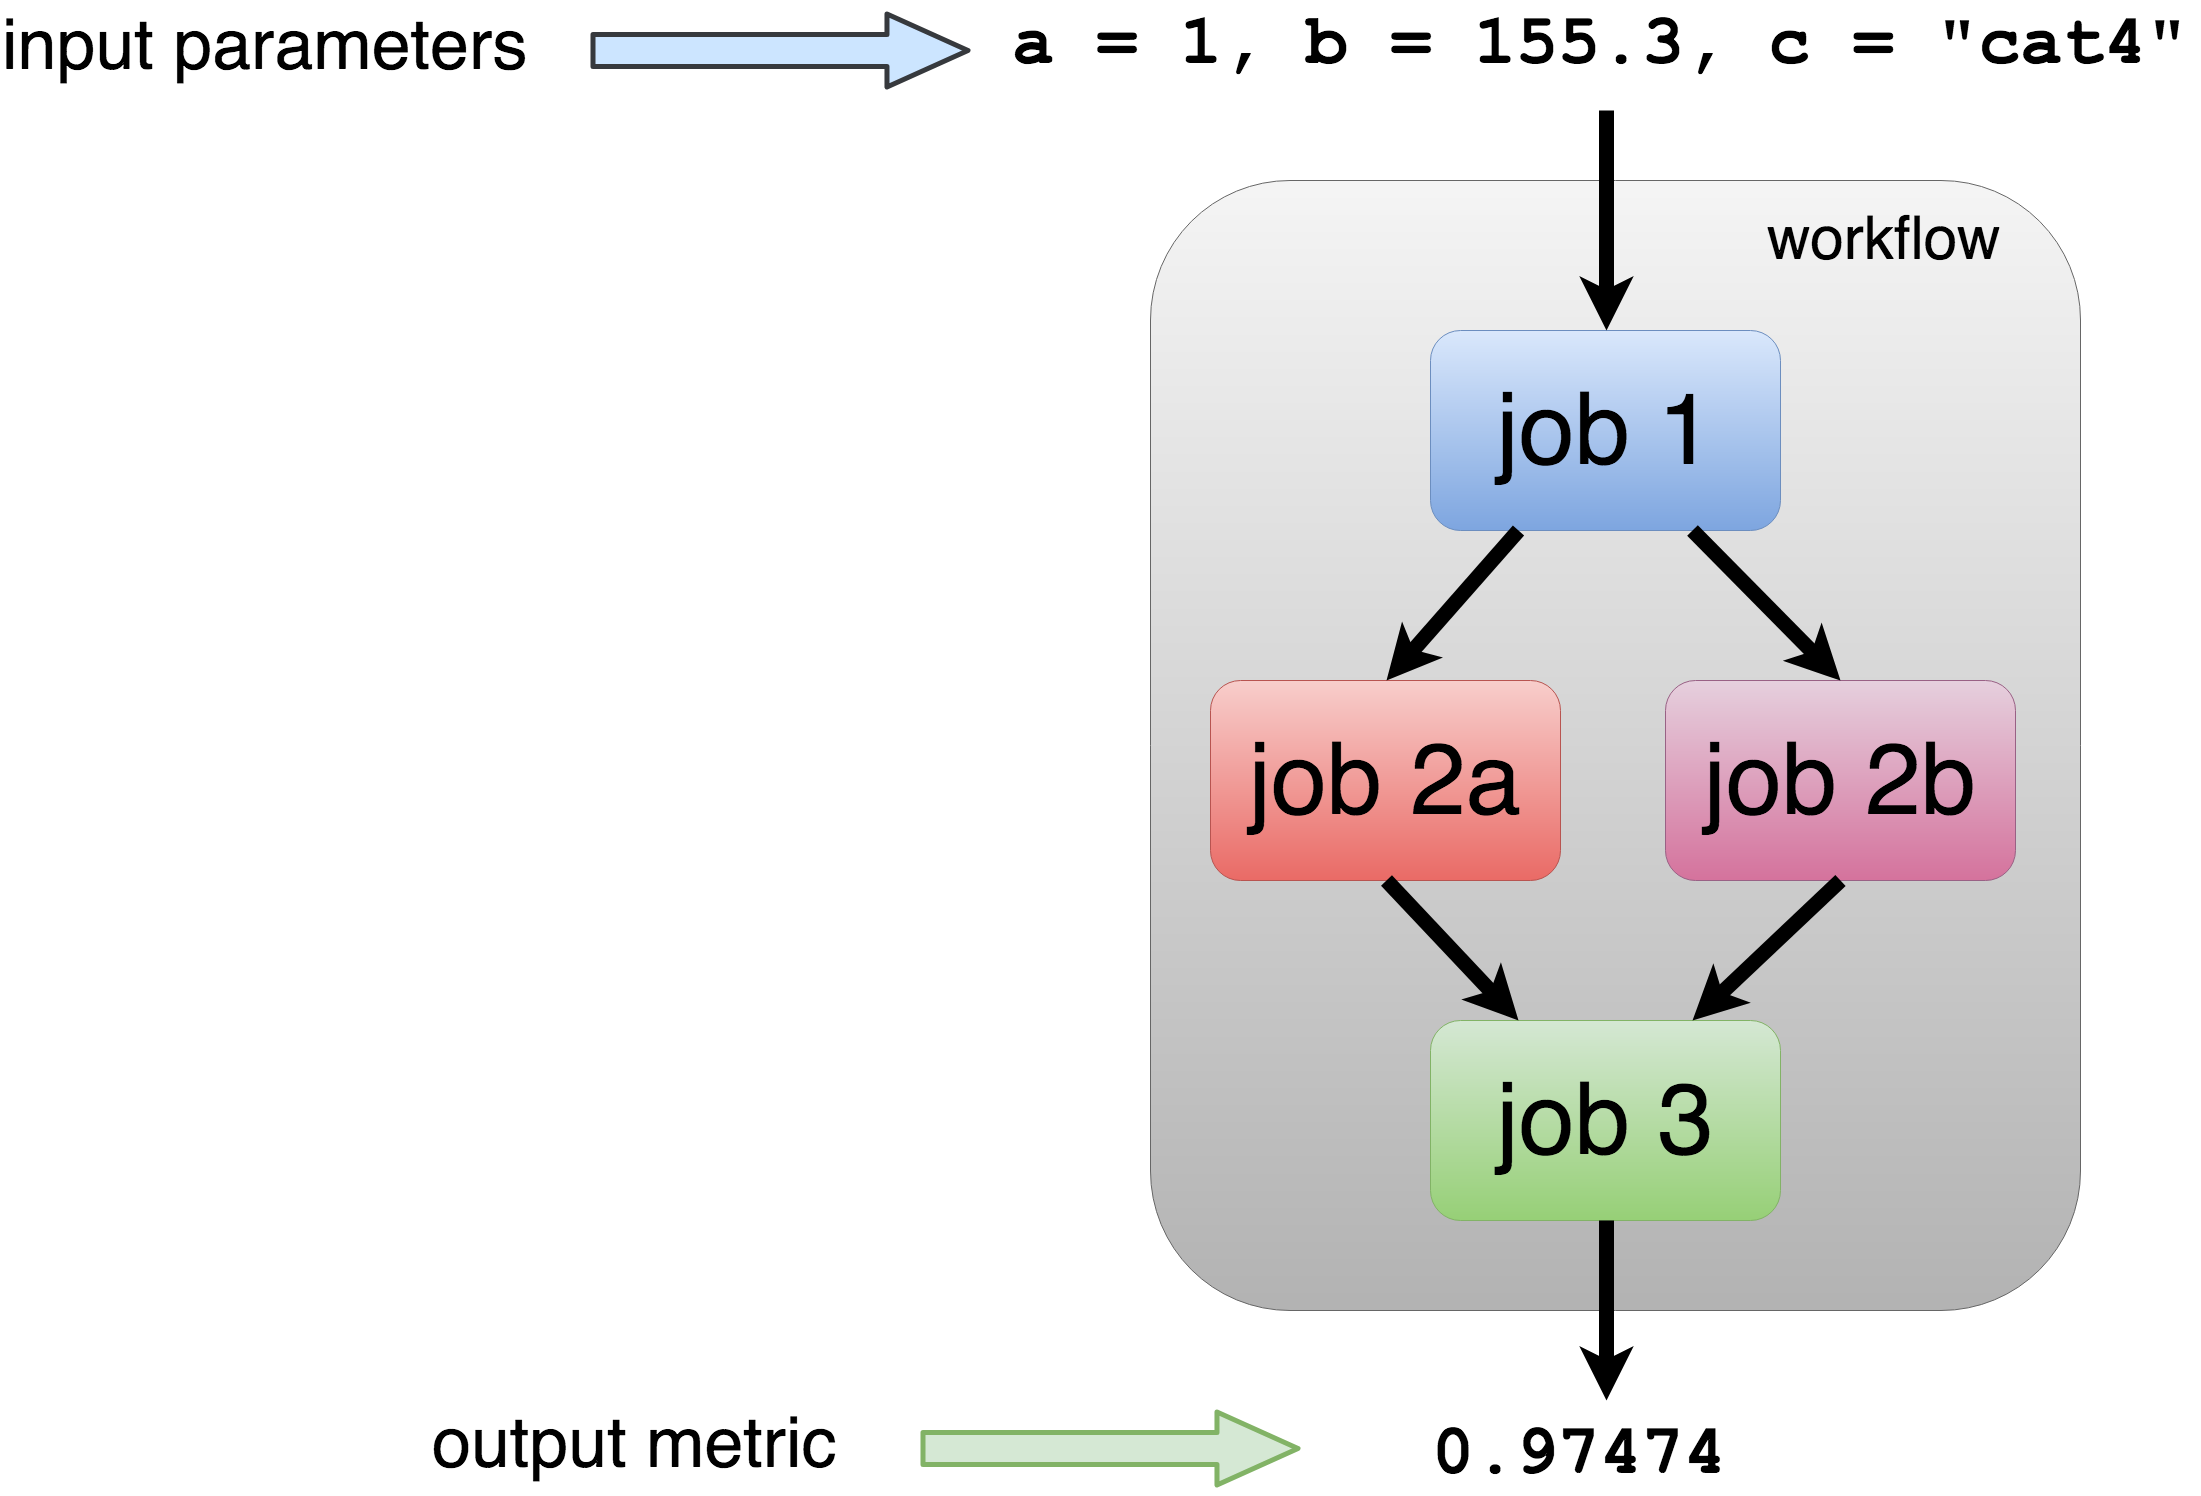 input parameters
a = 1, b = 155.3, c = "cat4"
workflow
job 1
job 2a
job 2b
job 3
output metric
0.97474